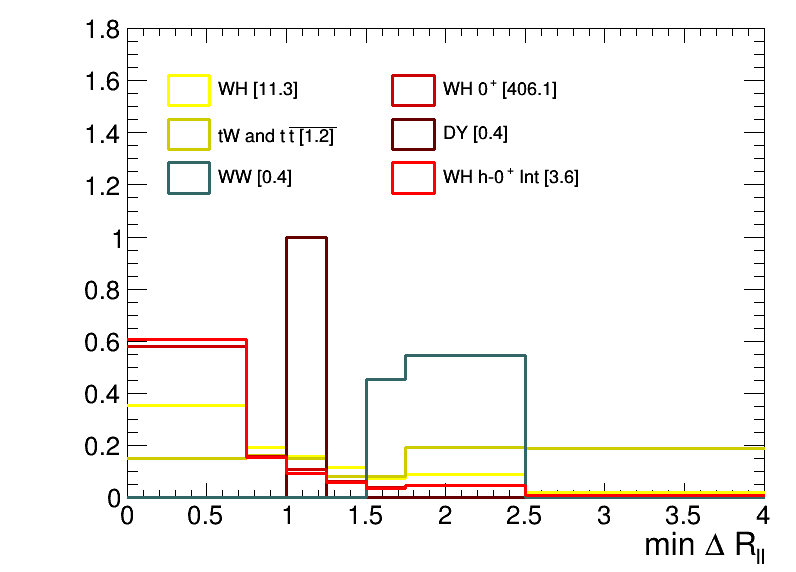 1.8
1.6
1.4
1.2
1
0.8
0.6
0.4
0.2
0
WH [11.3]
WH 0⁺ [406.1]
tW and t t̅ [1.2]
DY [0.4]
WW [0.4]
WH h-0⁺ Int [3.6]
0 0.5 1 1.5 2 2.5 3 3.5 4
min Δ R_ll